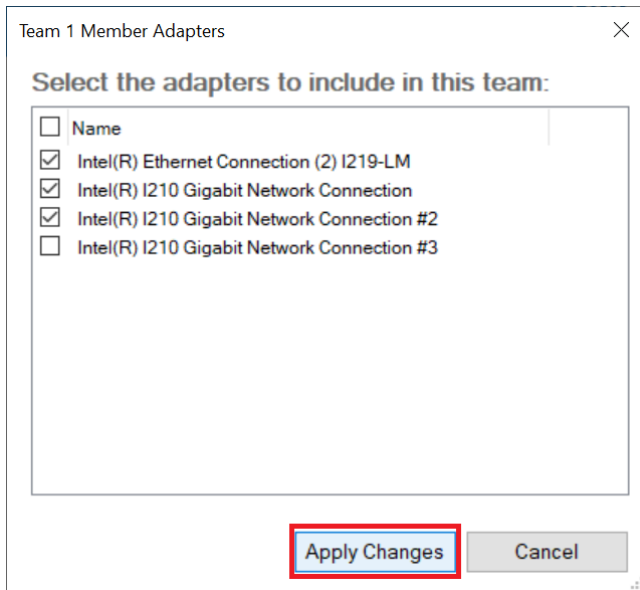 Team 1 Member Adapters
Select the adapters to include in this team:
Name
Intel(R) Ethernet Connection (2) I219-LM
Intel(R) I210 Gigabit Network Connection
Intel(R) I210 Gigabit Network Connection #2
Intel(R) I210 Gigabit Network Connection #3
Apply Changes Cancel